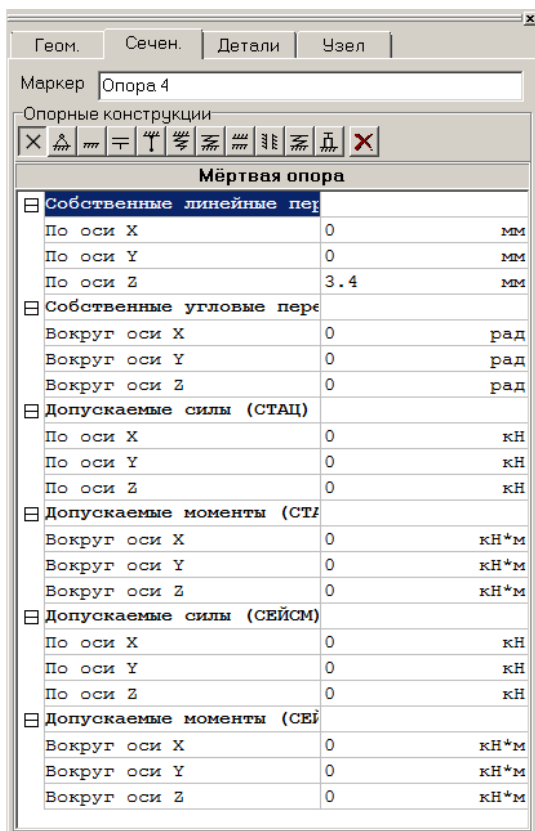 Геом.
Сечен.
Детали
Узел
Маркер Опора 4
Опорные конструкции
Мёртвая опора
Собственные линейные пер
По оси X 0 мм
По оси Y 0 мм
По оси Z 3.4 мм
Собственные угловые пере
Вокруг оси X 0 рад
Вокруг оси Y 0 рад
Вокруг оси Z 0 рад
Допускаемые силы (СТАЦ)
По оси X 0 кН
По оси Y 0 кН
По оси Z 0 кН
Допускаемые моменты (СТА
Вокруг оси X 0 кН*м
Вокруг оси Y 0 кН*м
Вокруг оси Z 0 кН*м
Допускаемые силы (СЕЙСМ)
По оси X 0 кН
По оси Y 0 кН
По оси Z 0 кН
Допускаемые моменты (СЕЙ
Вокруг оси X 0 кН*м
Вокруг оси Y 0 кН*м
Вокруг оси Z 0 кН*м